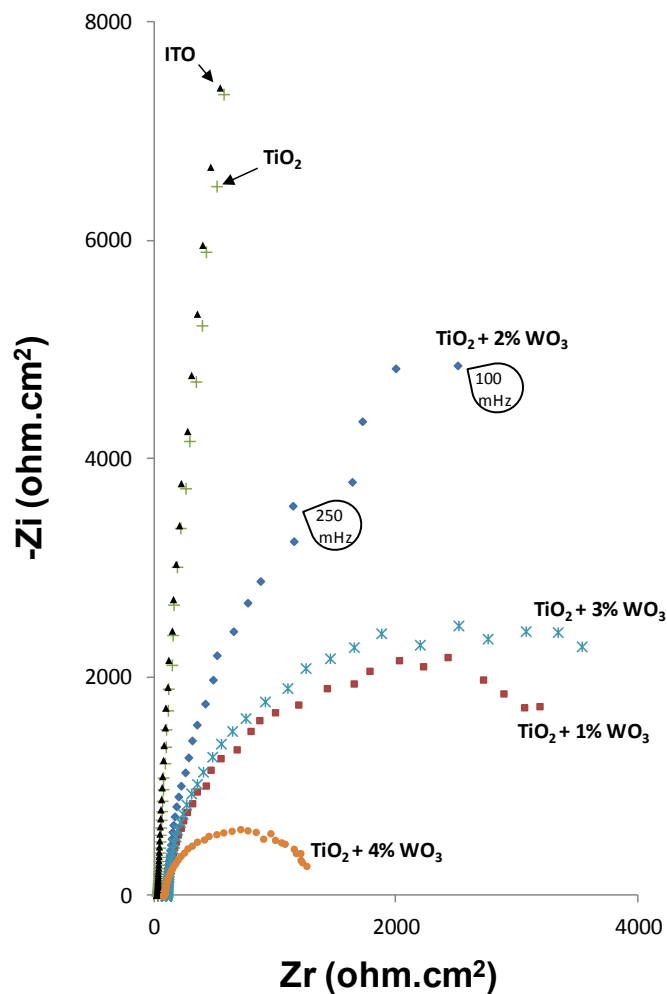 8000
ITO
TiO₂
6000
TiO₂ + 2% WO₃
100
mHz
-Zi (ohm.cm²)
4000
250
mHz
TiO₂ + 3% WO₃
2000
TiO₂ + 1% WO₃
TiO₂ + 4% WO₃
0
0 2000 4000
Zr (ohm.cm²)